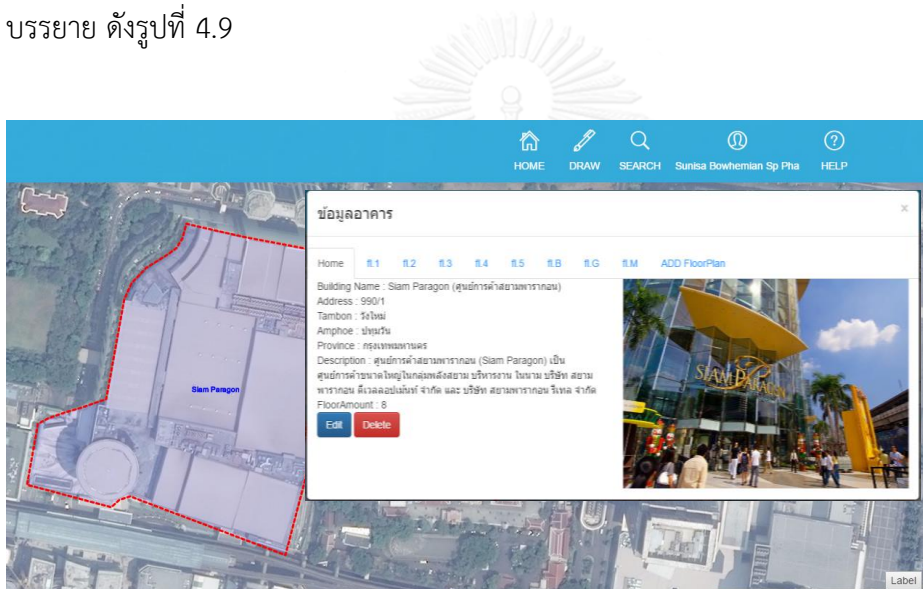 บรรยาย ดังรูปที่ 4.9
HOME DRAW SEARCH Sunisa Bowhemian Sp Pha HELP
ข้อมูลอาคาร ×
Home fl.1 fl.2 fl.3 fl.4 fl.5 fl.B fl.G fl.M ADD FloorPlan
Building Name : Siam Paragon (ศูนย์การค้าสยามพารากอน)
Address : 990/1
Tambon : วังใหม่
Amphoe : ปทุมวัน
Province : กรุงเทพมหานคร
Description : ศูนย์การค้าสยามพารากอน (Siam Paragon) เป็น
ศูนย์การค้าขนาดใหญ่ในกลุ่มพลังสยาม บริหารงาน ในนาม บริษัท สยาม
พารากอน ดีเวลลอปเม้นท์ จำกัด และ บริษัท สยามพารากอน รีเทล จำกัด
FloorAmount : 8
Edit Delete
SIAM PARAGON
Siam Paragon
Label